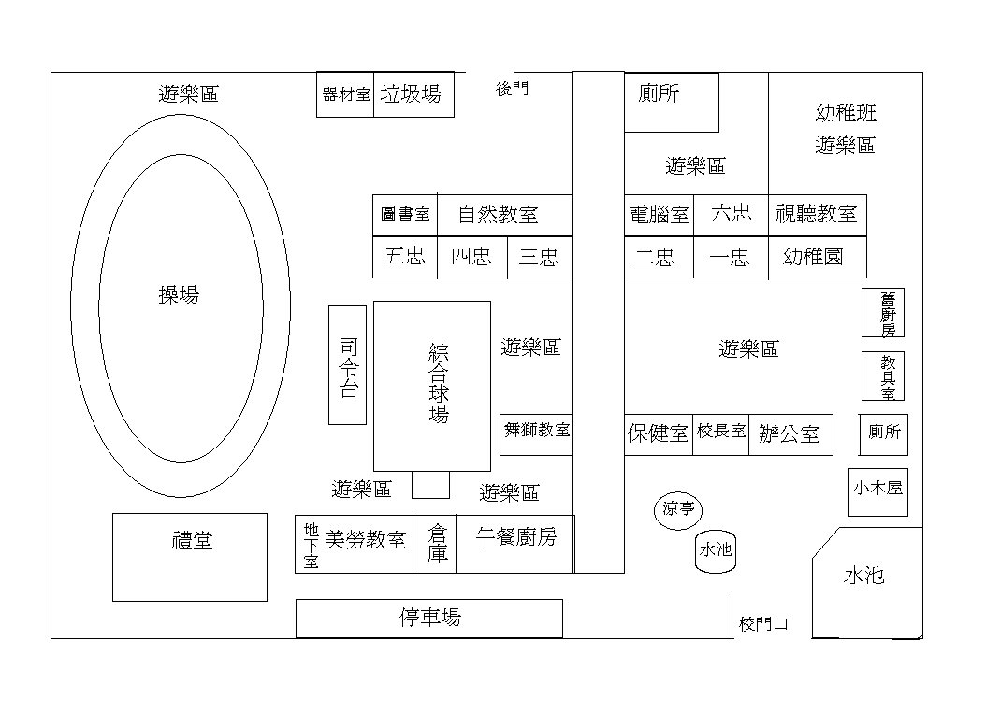 遊樂區
器材室
垃圾場
後門
廁所
幼稚班
遊樂區
遊樂區
圖書室
自然教室
電腦室
六忠
視聽教室
五忠
四忠
三忠
二忠
一忠
幼稚園
操場
司令台
綜合球場
遊樂區
遊樂區
舊廚房
教具室
舞獅教室
保健室
校長室
辦公室
廁所
遊樂區
遊樂區
小木屋
涼亭
禮堂
地下室
美勞教室
倉庫
午餐廚房
水池
水池
停車場
校門口